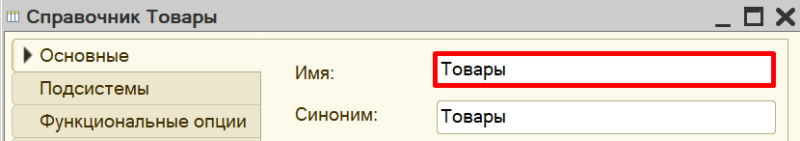 Справочник Товары
Основные
Подсистемы
Функциональные опции
Имя:
Товары
Синоним:
Товары